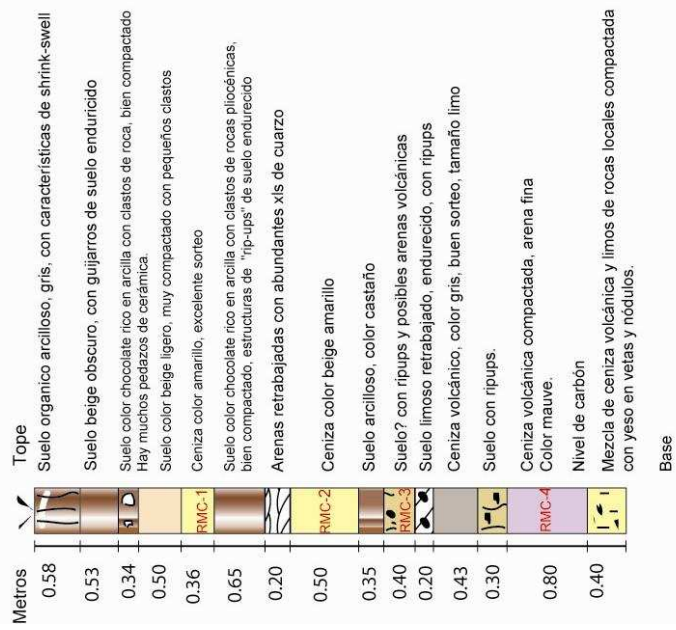 Metros
Tope
0.58
Suelo organico arcilloso, gris, con características de shrink-swell
0.53
Suelo beige obscuro, con guijarros de suelo enduricido
0.34
Suelo color chocolate rico en arcilla con clastos de roca, bien compactado
Hay muchos pedazos de cerámica.
0.50
Suelo color beige ligero, muy compactado con pequeños clastos
0.36
RMC-1
Ceniza color amarillo, excelente sorteo
0.65
Suelo color chocolate rico en arcilla con clastos de rocas pliocénicas,
bien compactado, estructuras de "rip-ups" de suelo endurecido
0.20
Arenas retrabajadas con abundantes xls de cuarzo
0.50
RMC-2
Ceniza color beige amarillo
0.35
Suelo arcilloso, color castaño
0.40
RMC-3
Suelo? con ripups y posibles arenas volcánicas
0.20
Suelo limoso retrabajado, endurecido, con ripups
0.43
Ceniza volcánico, color gris, buen sorteo, tamaño limo
0.30
Suelo con ripups.
0.80
RMC-4
Ceniza volcánica compactada, arena fina
Color mauve.
Nivel de carbón
0.40
Mezcla de ceniza volcánica y limos de rocas locales compactada
con yeso en vetas y nódulos.
Base